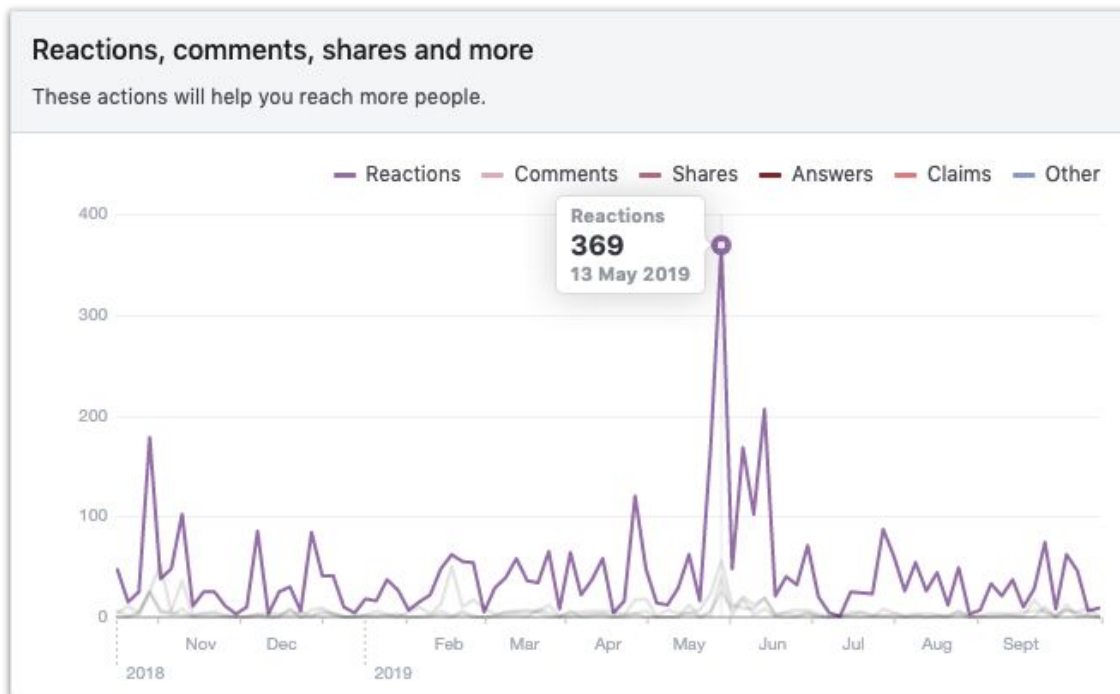 Reactions, comments, shares and more
These actions will help you reach more people.
Reactions Comments Shares Answers Claims Other
400
Reactions
369
13 May 2019
300
200
100
0
Nov Dec Feb Mar Apr May Jun Jul Aug Sept
2018 2019